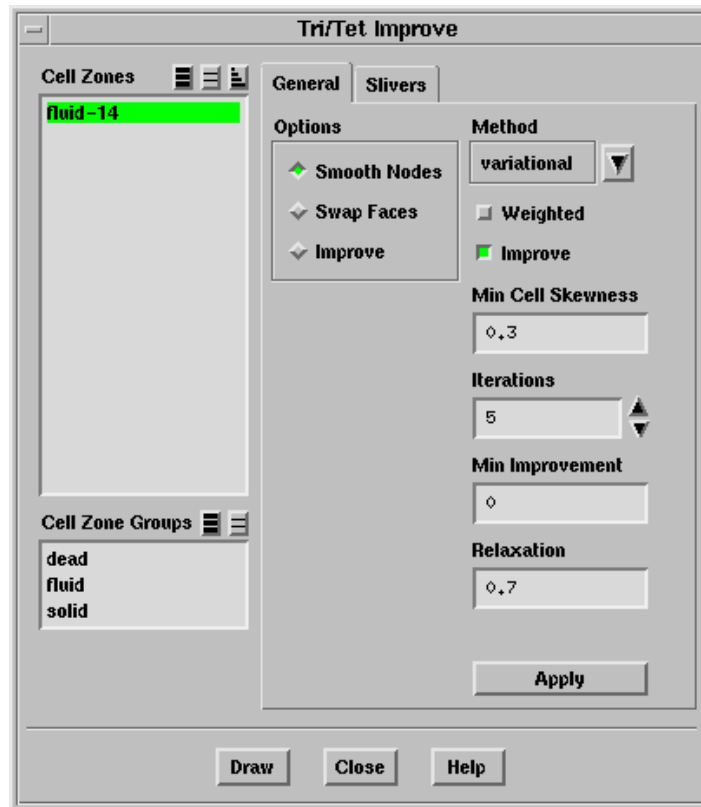 Tri/Tet Improve
Cell Zones
fluid-14
Cell Zone Groups
dead
fluid
solid
General
Slivers
Options
Smooth Nodes
Swap Faces
Improve
Method
variational
Weighted
Improve
Min Cell Skewness
0.3
Iterations
5
Min Improvement
0
Relaxation
0.7
Apply
Draw
Close
Help